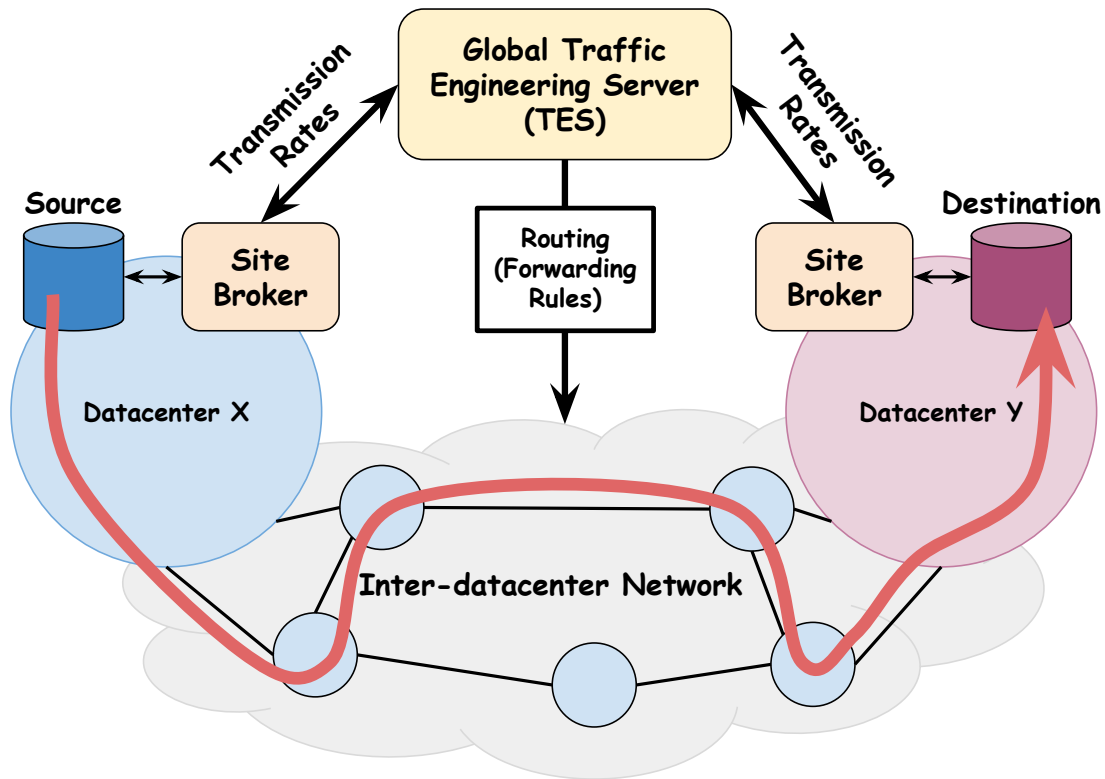 Global Traffic
Engineering Server
(TES)
Transmission
Rates
Transmission
Rates
Source
Destination
Site
Broker
Routing
(Forwarding
Rules)
Site
Broker
Datacenter X
Datacenter Y
Inter-datacenter Network